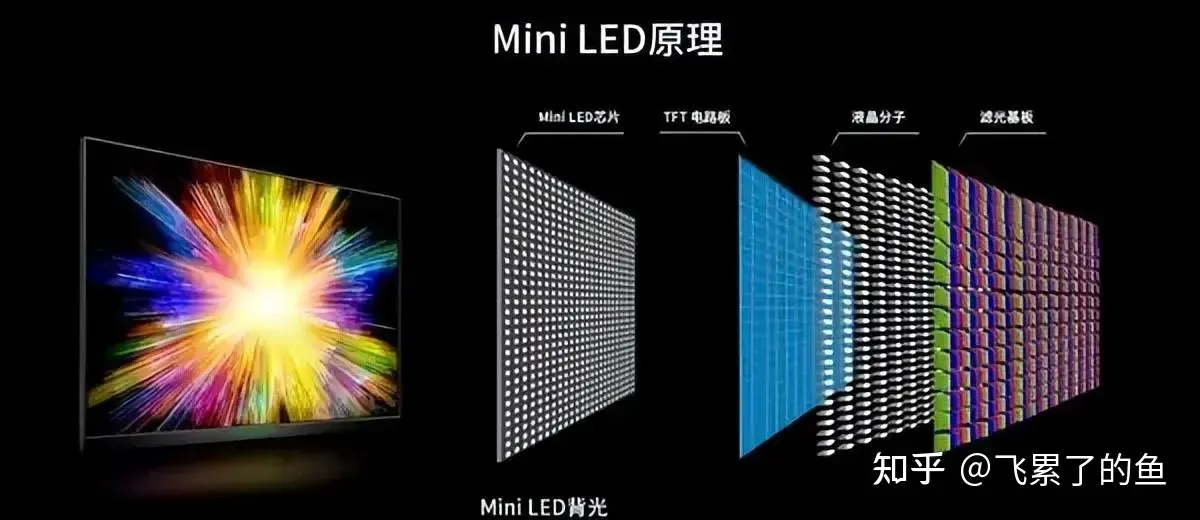 Mini LED原理
Mini LED芯片
TFT 电路板
液晶分子
滤光基板
知乎 @飞累了的鱼
Mini LED背光